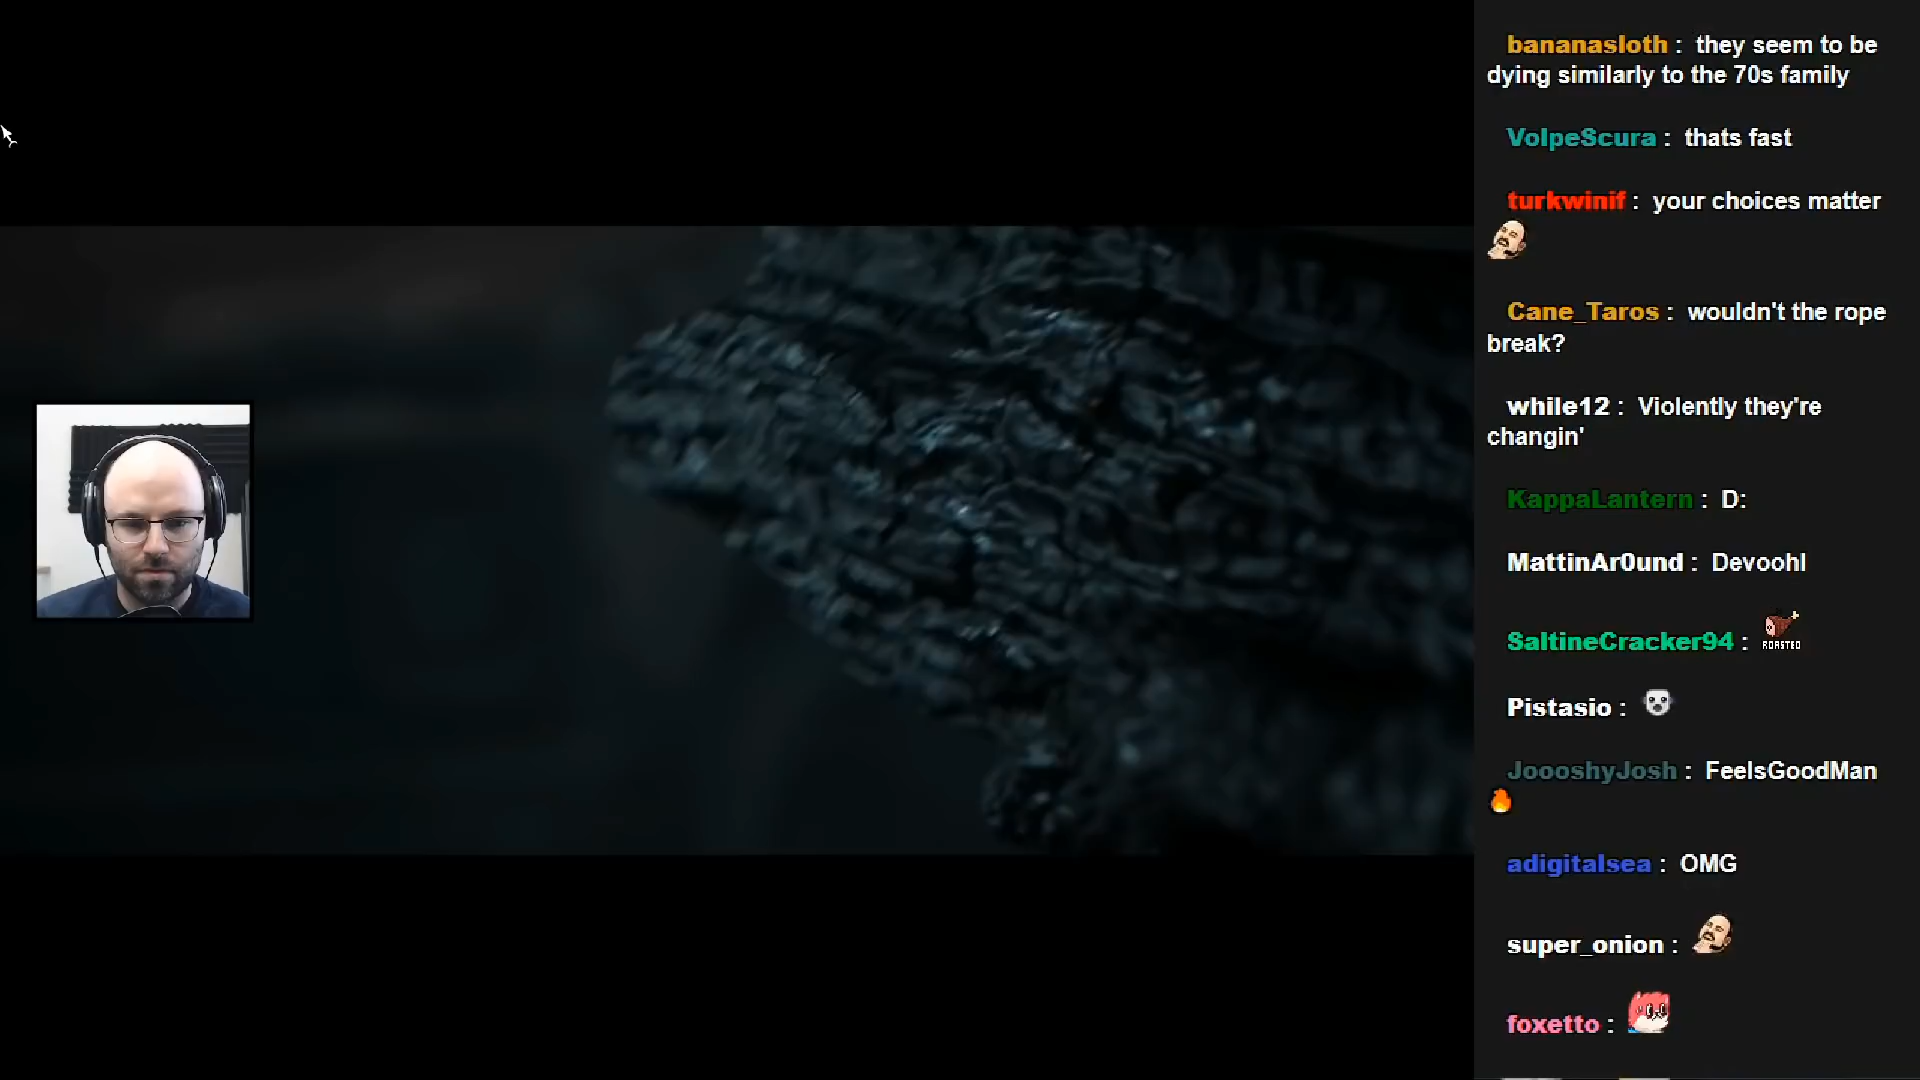 bananasloth : they seem to be
dying similarly to the 70s family
VolpeScura : thats fast
turkwinif : your choices matter
Cane_Taros : wouldn't the rope
break?
while12 : Violently they're
changin'
KappaLantern : D:
MattinAr0und : Devoohl
SaltineCracker94 :
ROASTED
Pistasio :
JoooshyJosh : FeelsGoodMan
adigitalsea : OMG
super_onion :
foxetto :